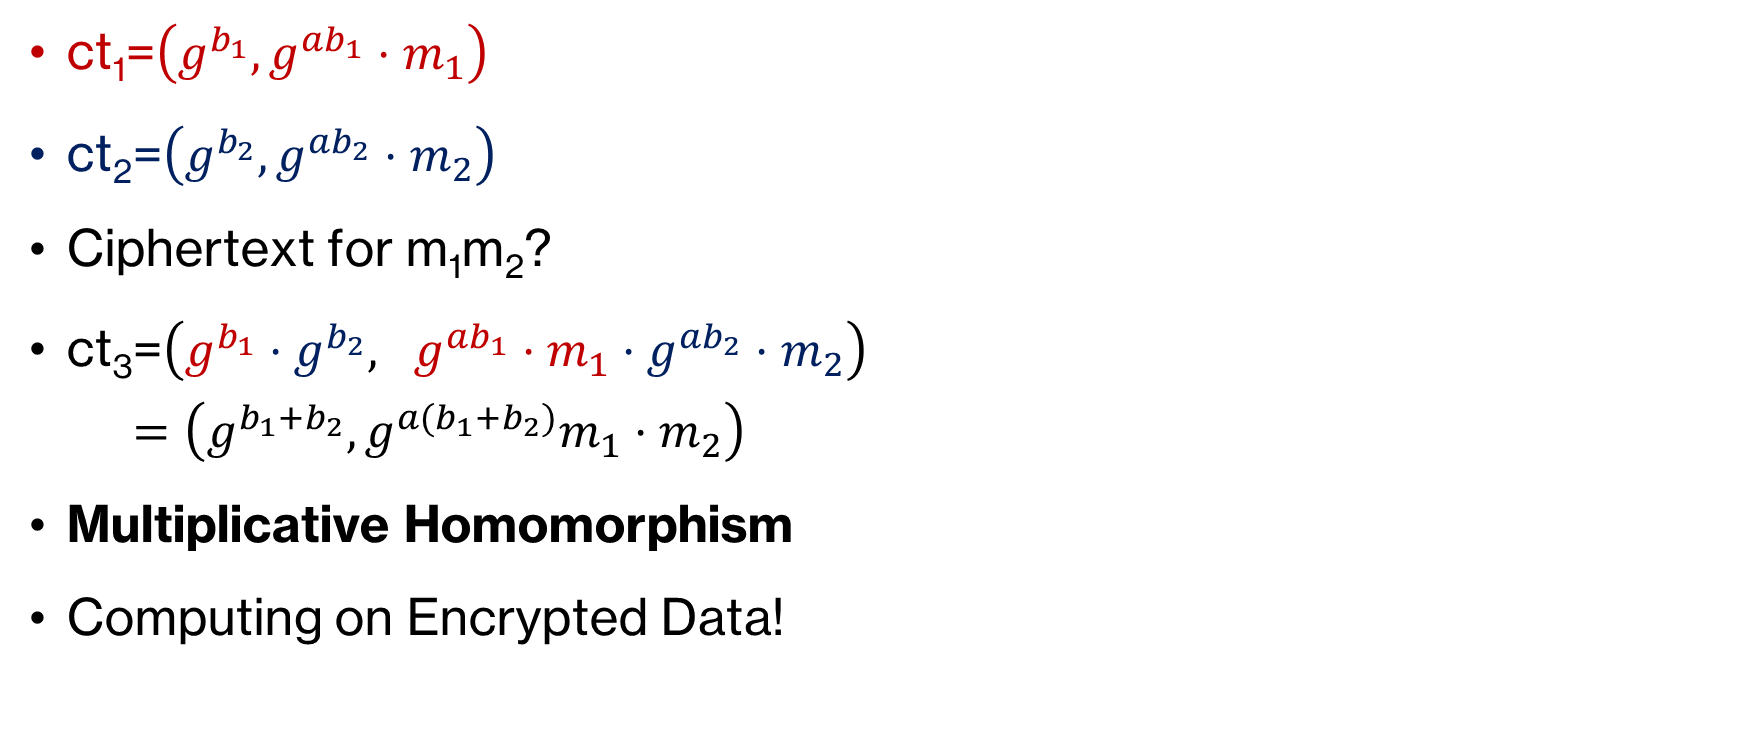 • ct₁=(g^{b₁}, g^{ab₁} · m₁)
• ct₂=(g^{b₂}, g^{ab₂} · m₂)
• Ciphertext for m₁m₂?
• ct₃=(g^{b₁} · g^{b₂}, g^{ab₁} · m₁ · g^{ab₂} · m₂)
= (g^{b₁+b₂}, g^{a(b₁+b₂)}m₁ · m₂)
• Multiplicative Homomorphism
• Computing on Encrypted Data!